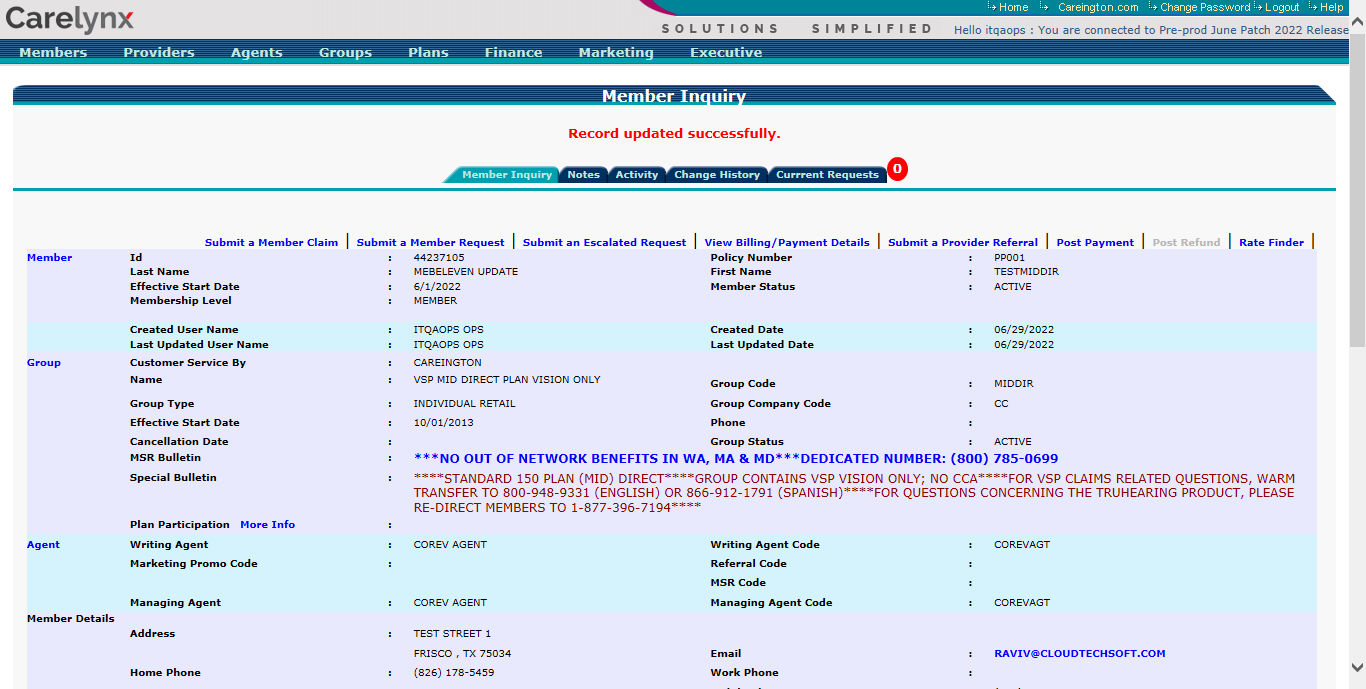 Carelynx
Home Careington.com Change Password Logout Help
SOLUTIONS SIMPLIFIED
Hello itqaops : You are connected to Pre-prod June Patch 2022 Release
Members Providers Agents Groups Plans Finance Marketing Executive
Member Inquiry
Record updated successfully.
Member Inquiry Notes Activity Change History Currrent Requests 0
Submit a Member Claim | Submit a Member Request | Submit an Escalated Request | View Billing/Payment Details | Submit a Provider Referral | Post Payment | Post Refund | Rate Finder |
Member Id : 44237105 Policy Number : PP001
Last Name : MEBELEVEN UPDATE First Name : TESTMIDDIR
Effective Start Date : 6/1/2022 Member Status : ACTIVE
Membership Level : MEMBER
Created User Name : ITQAOPS OPS Created Date : 06/29/2022
Last Updated User Name : ITQAOPS OPS Last Updated Date : 06/29/2022
Group Customer Service By : CAREINGTON
Name : VSP MID DIRECT PLAN VISION ONLY Group Code : MIDDIR
Group Type : INDIVIDUAL RETAIL Group Company Code : CC
Effective Start Date : 10/01/2013 Phone :
Cancellation Date : Group Status : ACTIVE
MSR Bulletin : ***NO OUT OF NETWORK BENEFITS IN WA, MA & MD***DEDICATED NUMBER: (800) 785-0699
Special Bulletin : ****STANDARD 150 PLAN (MID) DIRECT****GROUP CONTAINS VSP VISION ONLY; NO CCA****FOR VSP CLAIMS RELATED QUESTIONS, WARM
TRANSFER TO 800-948-9331 (ENGLISH) OR 866-912-1791 (SPANISH)****FOR QUESTIONS CONCERNING THE TRUHEARING PRODUCT, PLEASE
RE-DIRECT MEMBERS TO 1-877-396-7194****
Plan Participation More Info :
Agent Writing Agent : COREV AGENT Writing Agent Code : COREVAGT
Marketing Promo Code : Referral Code :
MSR Code :
Managing Agent : COREV AGENT Managing Agent Code : COREVAGT
Member Details
Address : TEST STREET 1
FRISCO , TX 75034 Email : RAVIV@CLOUDTECHSOFT.COM
Home Phone : (826) 178-5459 Work Phone :